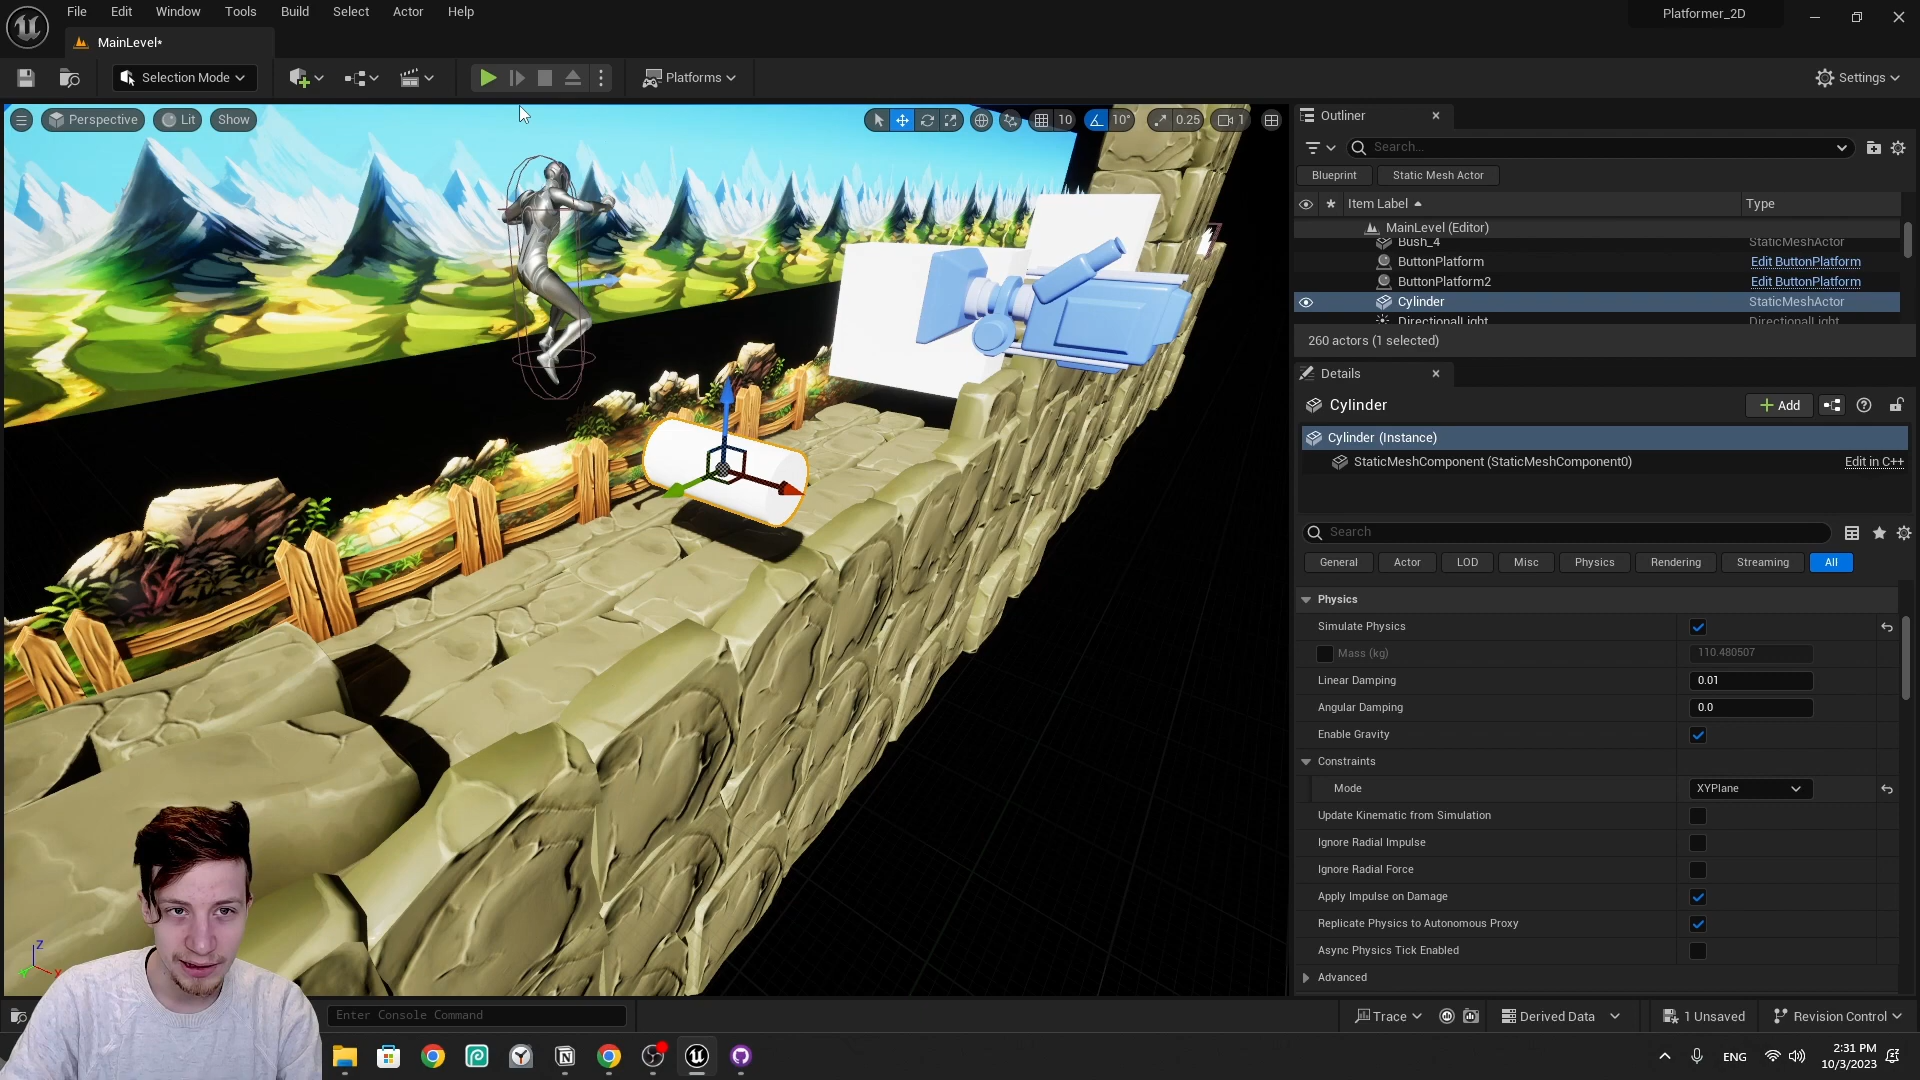 File Edit Window Tools Build Select Actor Help
Platformer_2D
MainLevel*
Selection Mode
Platforms
Settings
Perspective Lit Show
10 10° 0.25 1
Outliner
Search...
Blueprint Static Mesh Actor
Item Label Type
MainLevel (Editor)
Bush_4 StaticMeshActor
ButtonPlatform Edit ButtonPlatform
ButtonPlatform2 Edit ButtonPlatform
Cylinder StaticMeshActor
DirectionalLight DirectionalLight
260 actors (1 selected)
Details
Cylinder
Add
Cylinder (Instance)
StaticMeshComponent (StaticMeshComponent0) Edit in C++
Search
General Actor LOD Misc Physics Rendering Streaming All
Physics
Simulate Physics
Mass (kg) 110.480507
Linear Damping 0.01
Angular Damping 0.0
Enable Gravity
Constraints
Mode XYPlane
Update Kinematic from Simulation
Ignore Radial Impulse
Ignore Radial Force
Apply Impulse on Damage
Replicate Physics to Autonomous Proxy
Async Physics Tick Enabled
Advanced
Z
Enter Console Command
Trace Derived Data 1 Unsaved Revision Control
ENG
2:31 PM
10/3/2023